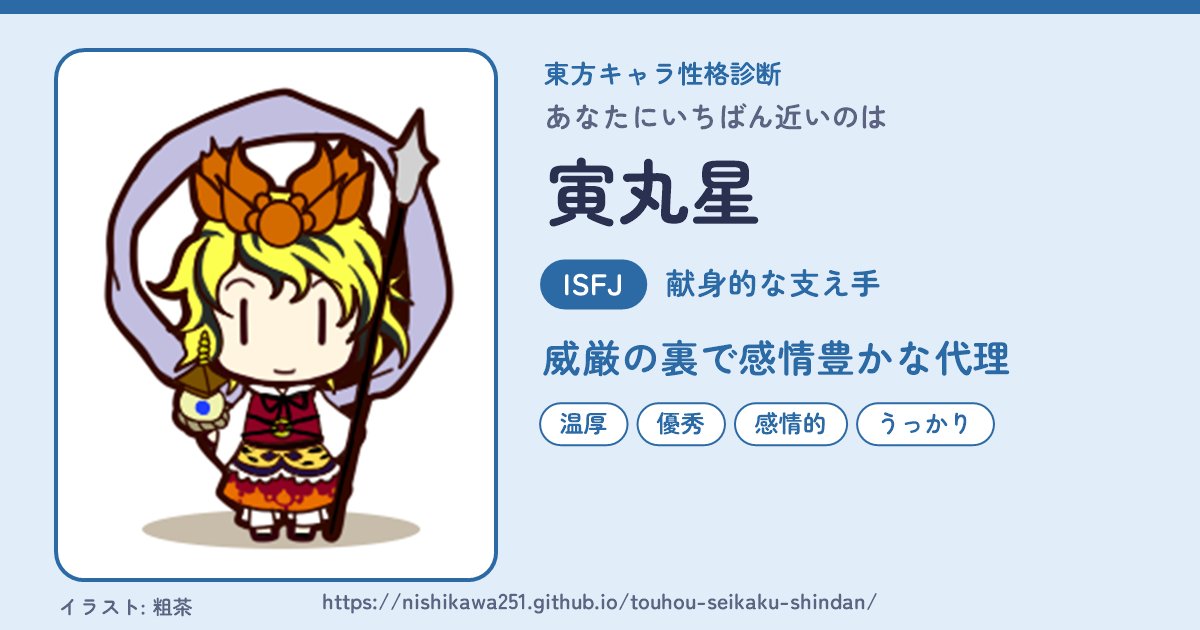 東方キャラ性格診断
あなたにいちばん近いのは
寅丸星
ISFJ 献身的な支え手
威厳の裏で感情豊かな代理
温厚 優秀 感情的 うっかり
イラスト: 粗茶 https://nishikawa251.github.io/touhou-seikaku-shindan/